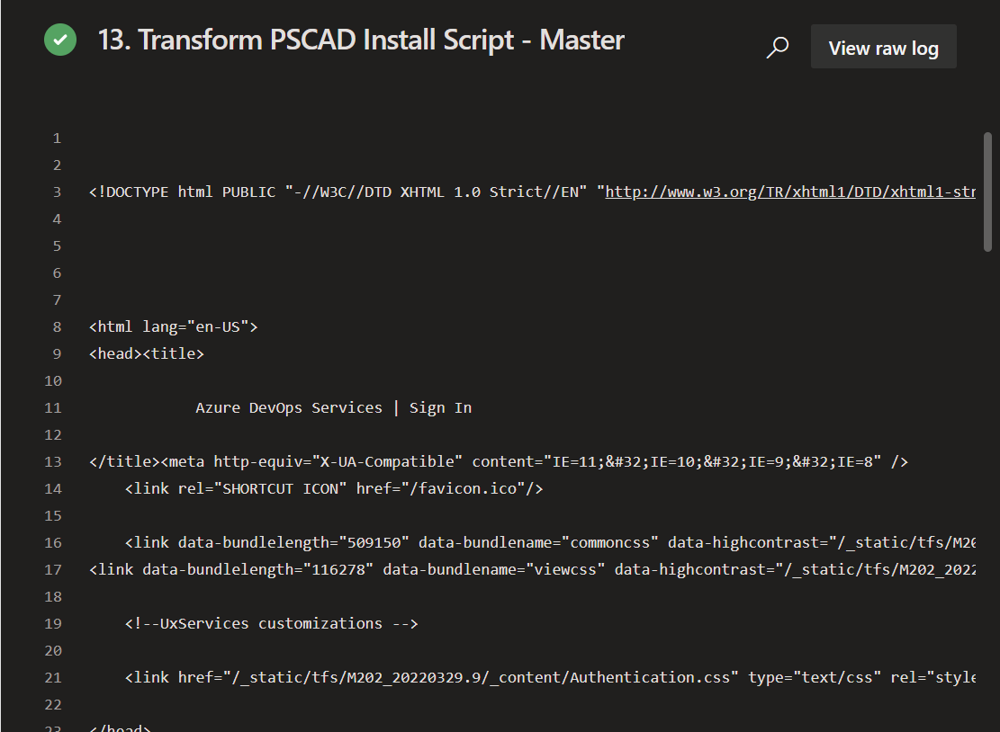 13. Transform PSCAD Install Script - Master
View raw log
1
2
3 <!DOCTYPE html PUBLIC "-//W3C//DTD XHTML 1.0 Strict//EN" "http://www.w3.org/TR/xhtml1/DTD/xhtml1-str
4
5
6
7
8 <html lang="en-US">
9 <head><title>
10
11 Azure DevOps Services | Sign In
12
13 </title><meta http-equiv="X-UA-Compatible" content="IE=11;&#32;IE=10;&#32;IE=9;&#32;IE=8" />
14 <link rel="SHORTCUT ICON" href="/favicon.ico"/>
15
16 <link data-bundlelength="509150" data-bundlename="commoncss" data-highcontrast="/_static/tfs/M20
17 <link data-bundlelength="116278" data-bundlename="viewcss" data-highcontrast="/_static/tfs/M202_2022
18
19 <!--UxServices customizations -->
20
21 <link href="/_static/tfs/M202_20220329.9/_content/Authentication.css" type="text/css" rel="style
22
23 </head>